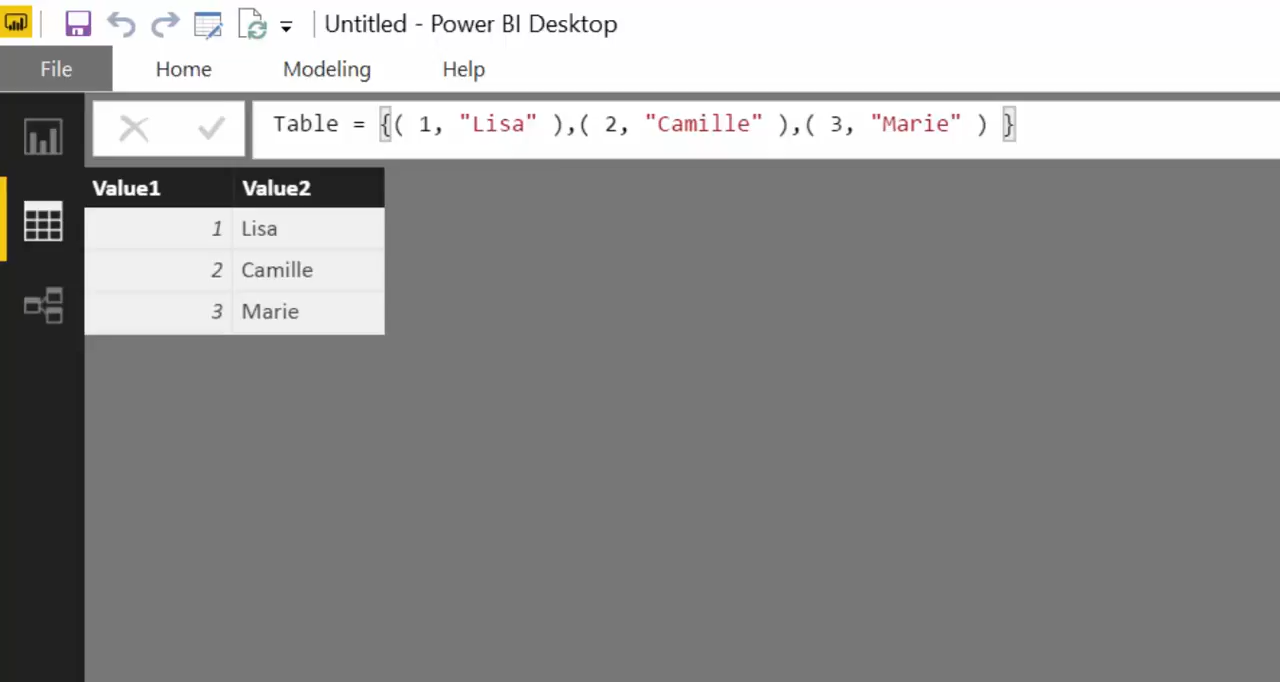 Untitled - Power BI Desktop
File Home Modeling Help
Table = {( 1, "Lisa" ),( 2, "Camille" ),( 3, "Marie" ) }
Value1 Value2
1 Lisa
2 Camille
3 Marie